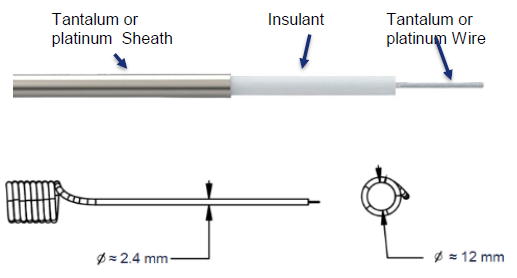 Tantalum or
platinum Sheath
Insulant
Tantalum or
platinum Wire
Ø ≈ 2.4 mm
Ø ≈ 12 mm